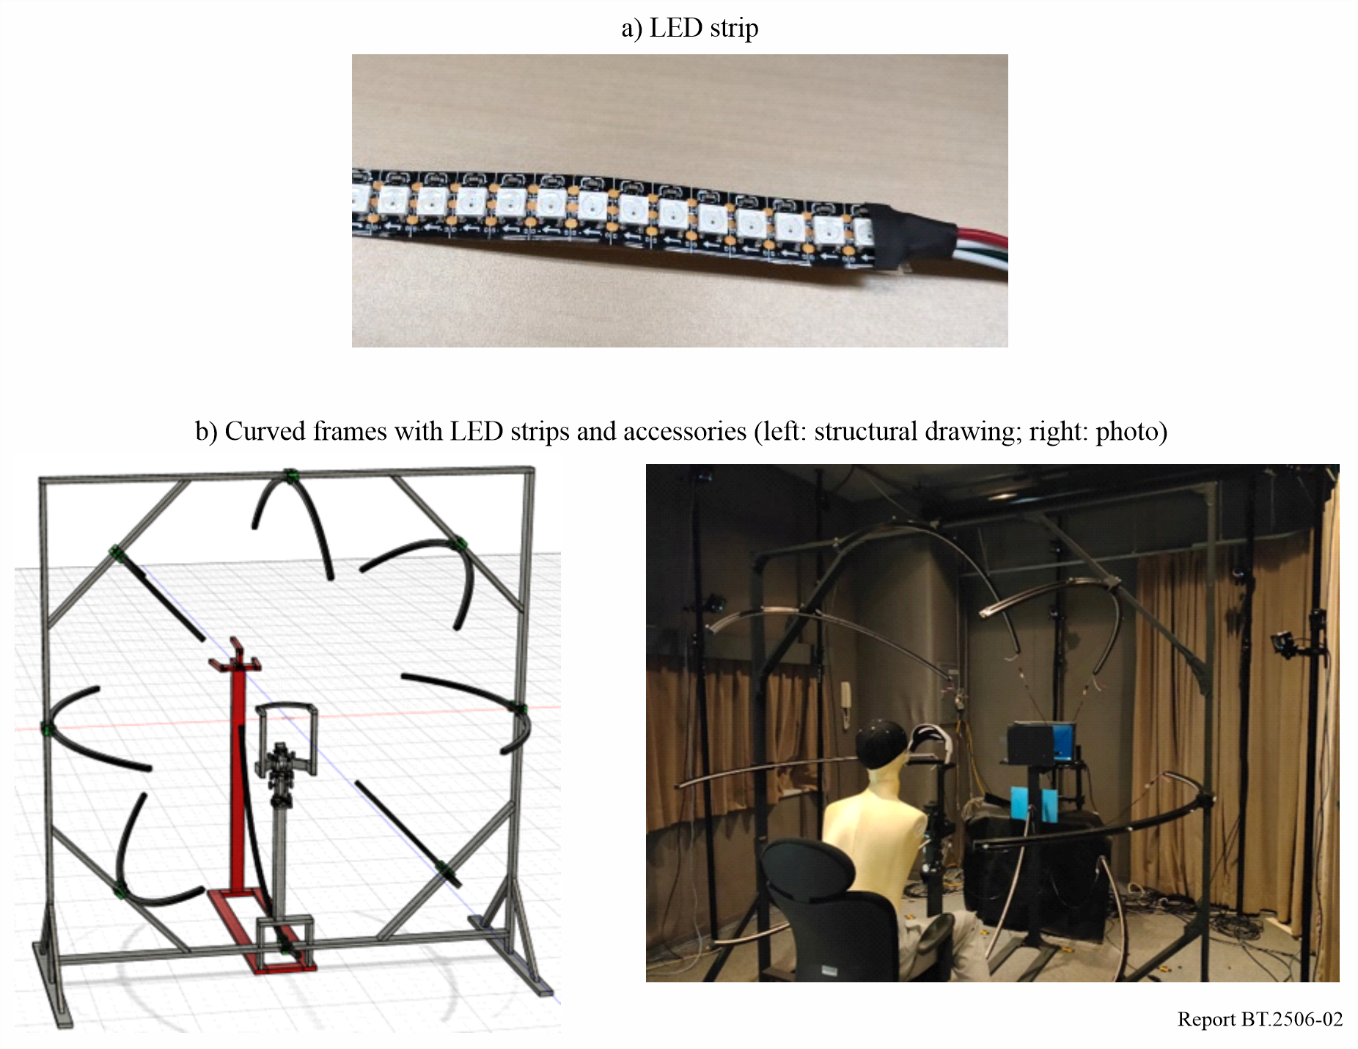 a) LED strip
b) Curved frames with LED strips and accessories (left: structural drawing; right: photo)
Report BT.2506-02